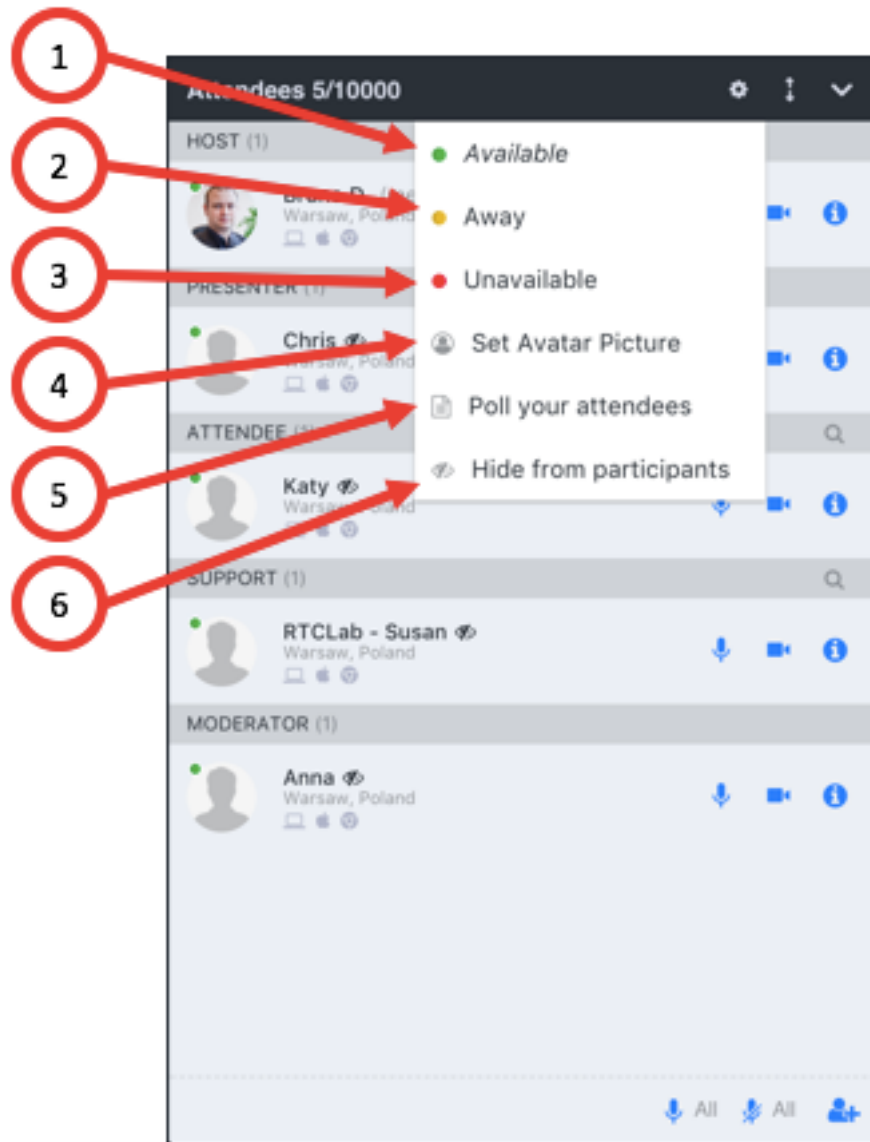 1
2
3
4
5
6
Attendees 5/10000
HOST (1)
Available
Warsaw, Poland
Away
Unavailable
PRESENTER (1)
Chris
Set Avatar Picture
Warsaw, Poland
Poll your attendees
ATTENDEE
Hide from participants
Katy
Warsaw,
SUPPORT (1)
RTCLab - Susan
Warsaw, Poland
MODERATOR (1)
Anna
Warsaw, Poland
All All